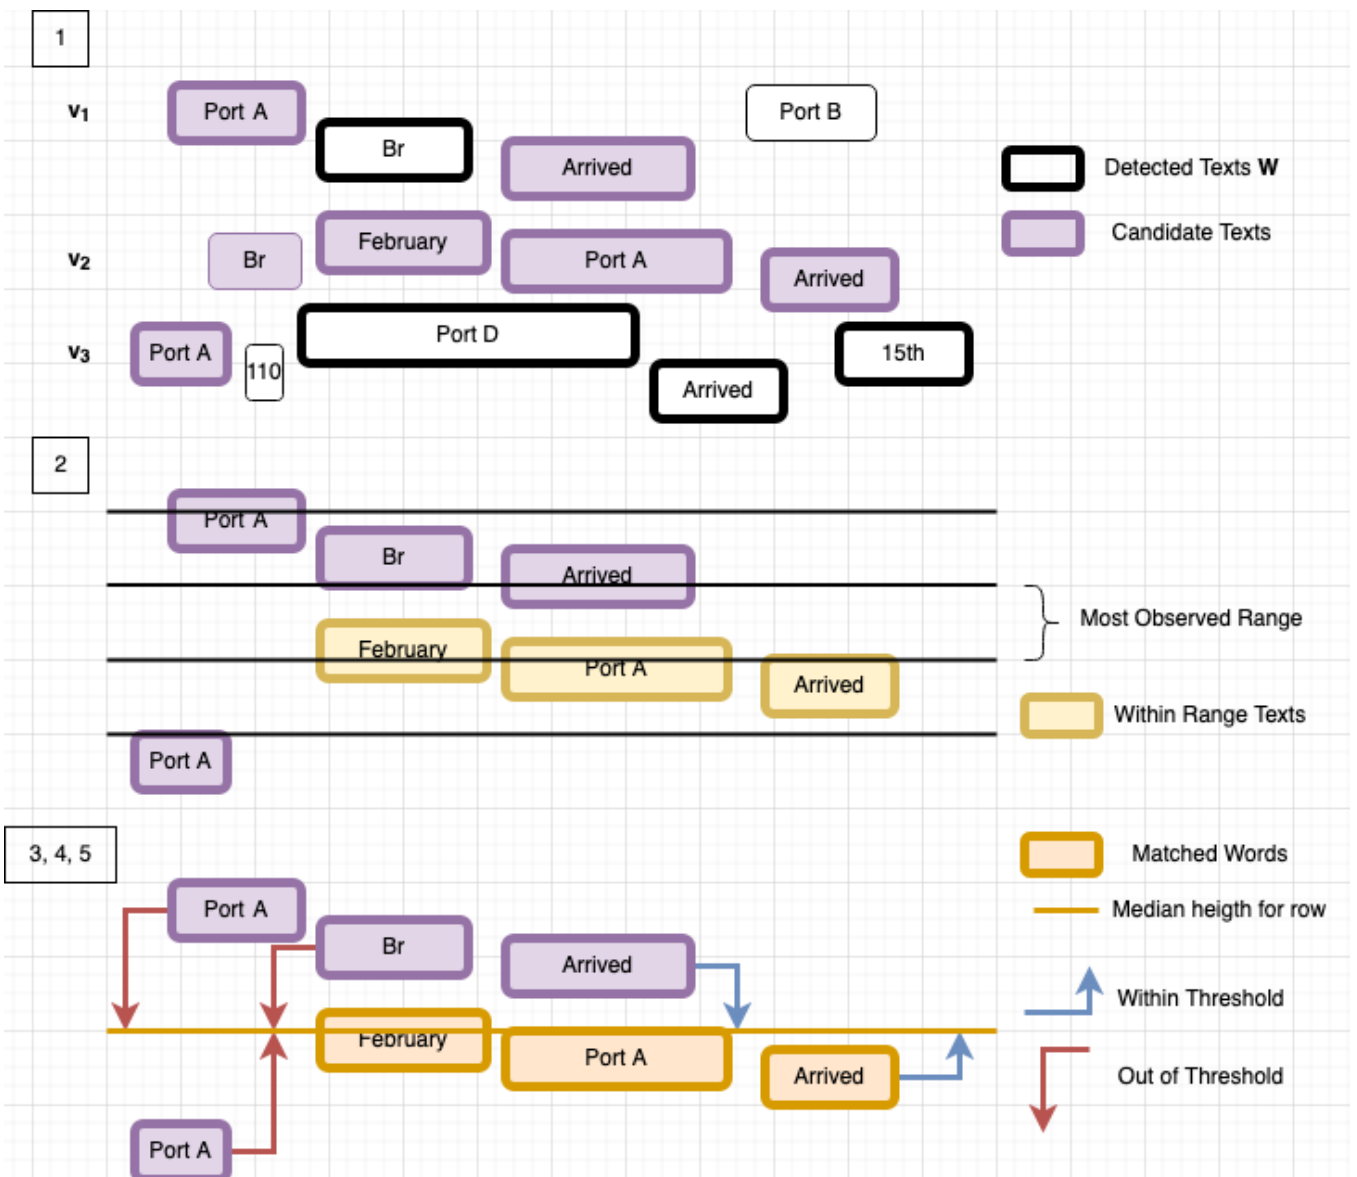 1
v1 Port A Port B
Br
Arrived
Detected Texts W
Candidate Texts
v2 Br February Port A Arrived
v3 Port A 110 Port D 15th
Arrived
2
Port A
Br
Arrived
Most Observed Range
February
Port A
Arrived
Within Range Texts
Port A
3, 4, 5
Matched Words
Port A
Median heigth for row
Br
Arrived
Within Threshold
February
Port A
Arrived
Out of Threshold
Port A